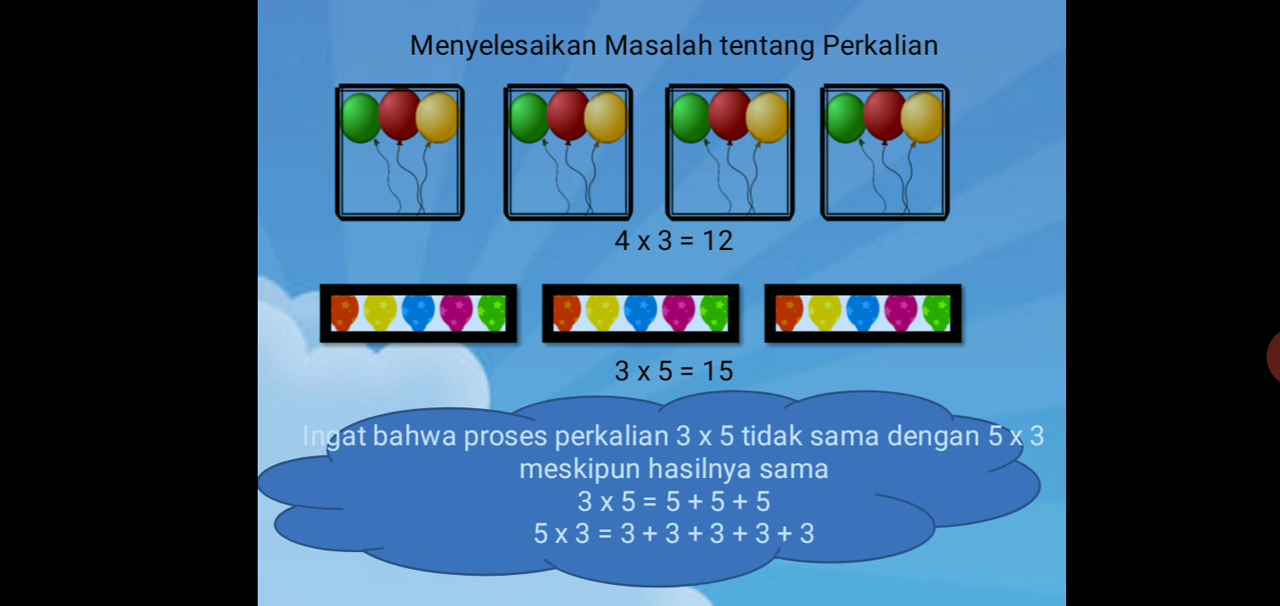 Menyelesaikan Masalah tentang Perkalian
4 x 3 = 12
3 x 5 = 15
Ingat bahwa proses perkalian 3 x 5 tidak sama dengan 5 x 3
meskipun hasilnya sama
3 x 5 = 5 + 5 + 5
5 x 3 = 3 + 3 + 3 + 3 + 3